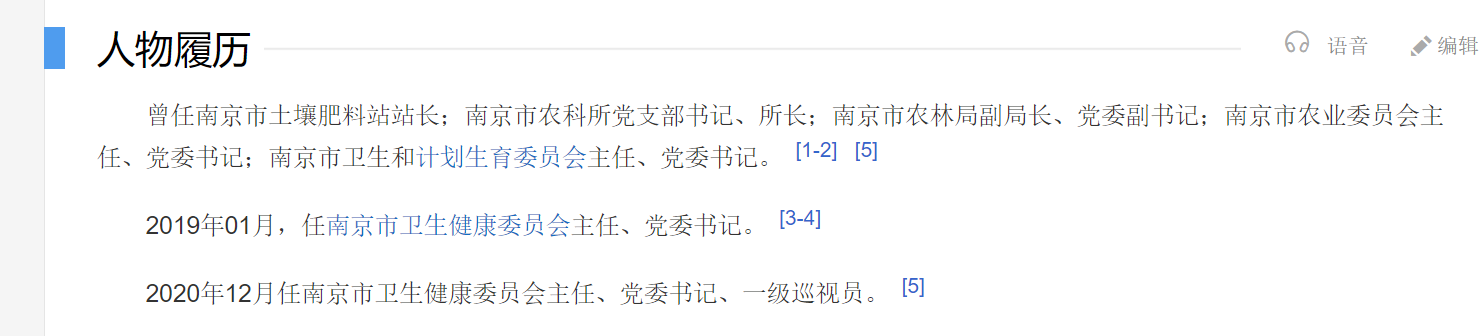 人物履历
语音 编辑
曾任南京市土壤肥料站站长；南京市农科所党支部书记、所长；南京市农林局副局长、党委副书记；南京市农业委员会主
任、党委书记；南京市卫生和计划生育委员会主任、党委书记。 [1-2] [5]
2019年01月，任南京市卫生健康委员会主任、党委书记。 [3-4]
2020年12月任南京市卫生健康委员会主任、党委书记、一级巡视员。 [5]